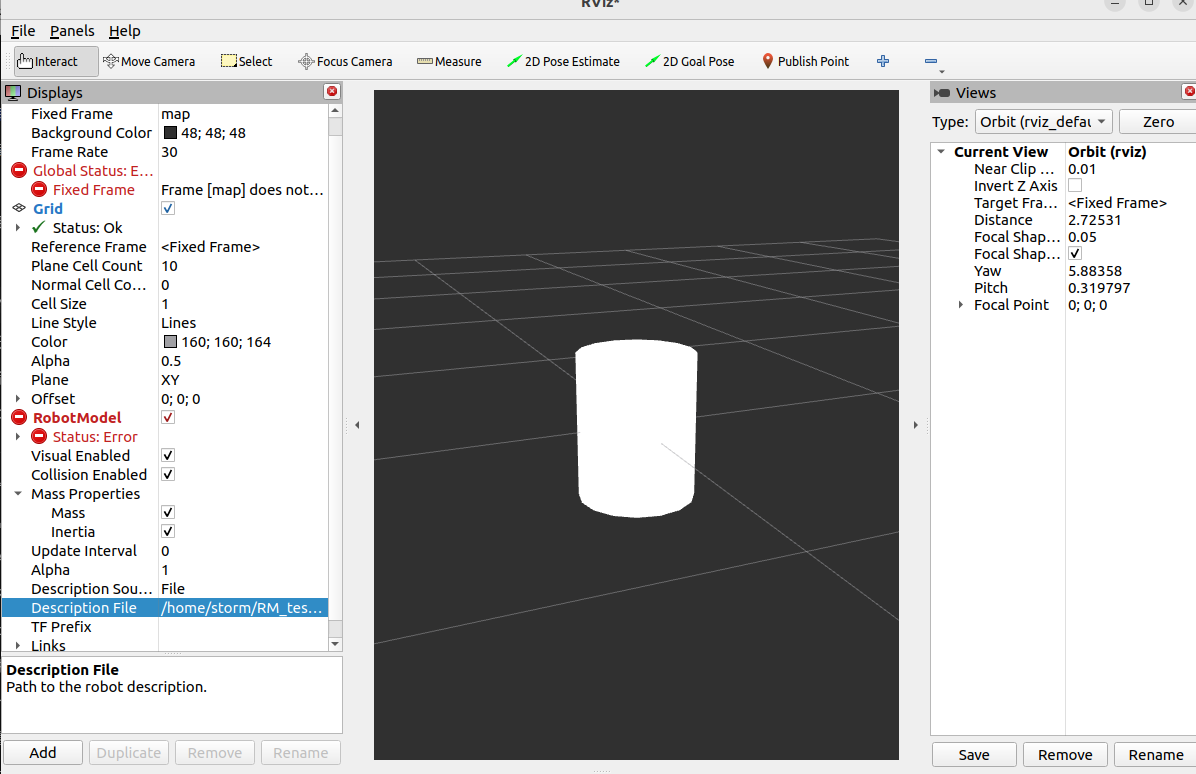 RViz*
File Panels Help
Interact Move Camera Select Focus Camera Measure 2D Pose Estimate 2D Goal Pose Publish Point
Displays
Fixed Frame map
Background Color 48; 48; 48
Frame Rate 30
Global Status: E...
Fixed Frame Frame [map] does not...
Grid
Status: Ok
Reference Frame <Fixed Frame>
Plane Cell Count 10
Normal Cell Co... 0
Cell Size 1
Line Style Lines
Color 160; 160; 164
Alpha 0.5
Plane XY
Offset 0; 0; 0
RobotModel
Status: Error
Visual Enabled
Collision Enabled
Mass Properties
Mass
Inertia
Update Interval 0
Alpha 1
Description Sou... File
Description File /home/storm/RM_tes...
TF Prefix
Links
Description File
Path to the robot description.
Add Duplicate Remove Rename
Views
Type: Orbit (rviz_defau Zero
Current View Orbit (rviz)
Near Clip ... 0.01
Invert Z Axis
Target Fra... <Fixed Frame>
Distance 2.72531
Focal Shap... 0.05
Focal Shap...
Yaw 5.88358
Pitch 0.319797
Focal Point 0; 0; 0
Save Remove Rename